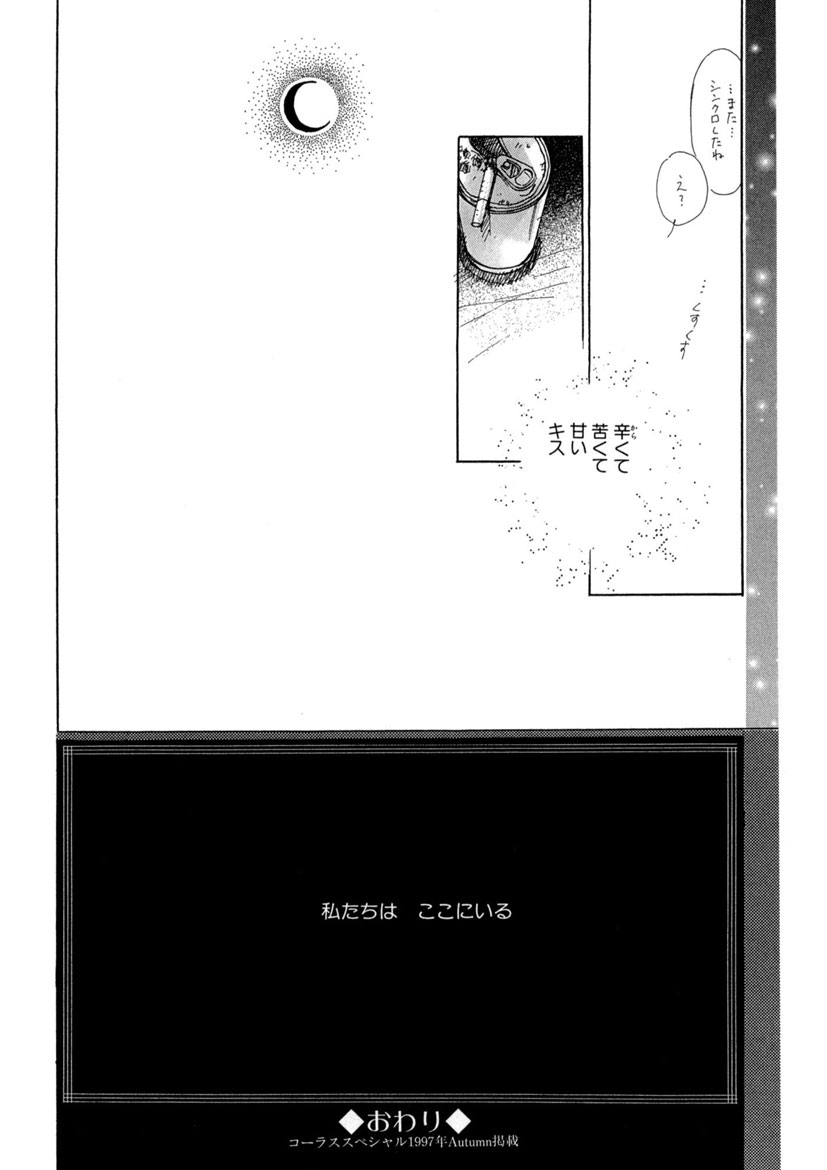 …また…
シンクロしたね
え？
…くすくす
辛くて
から
苦くて
甘い
キス
私たちは　ここにいる
◆おわり◆
コーラススペシャル1997年Autumn掲載